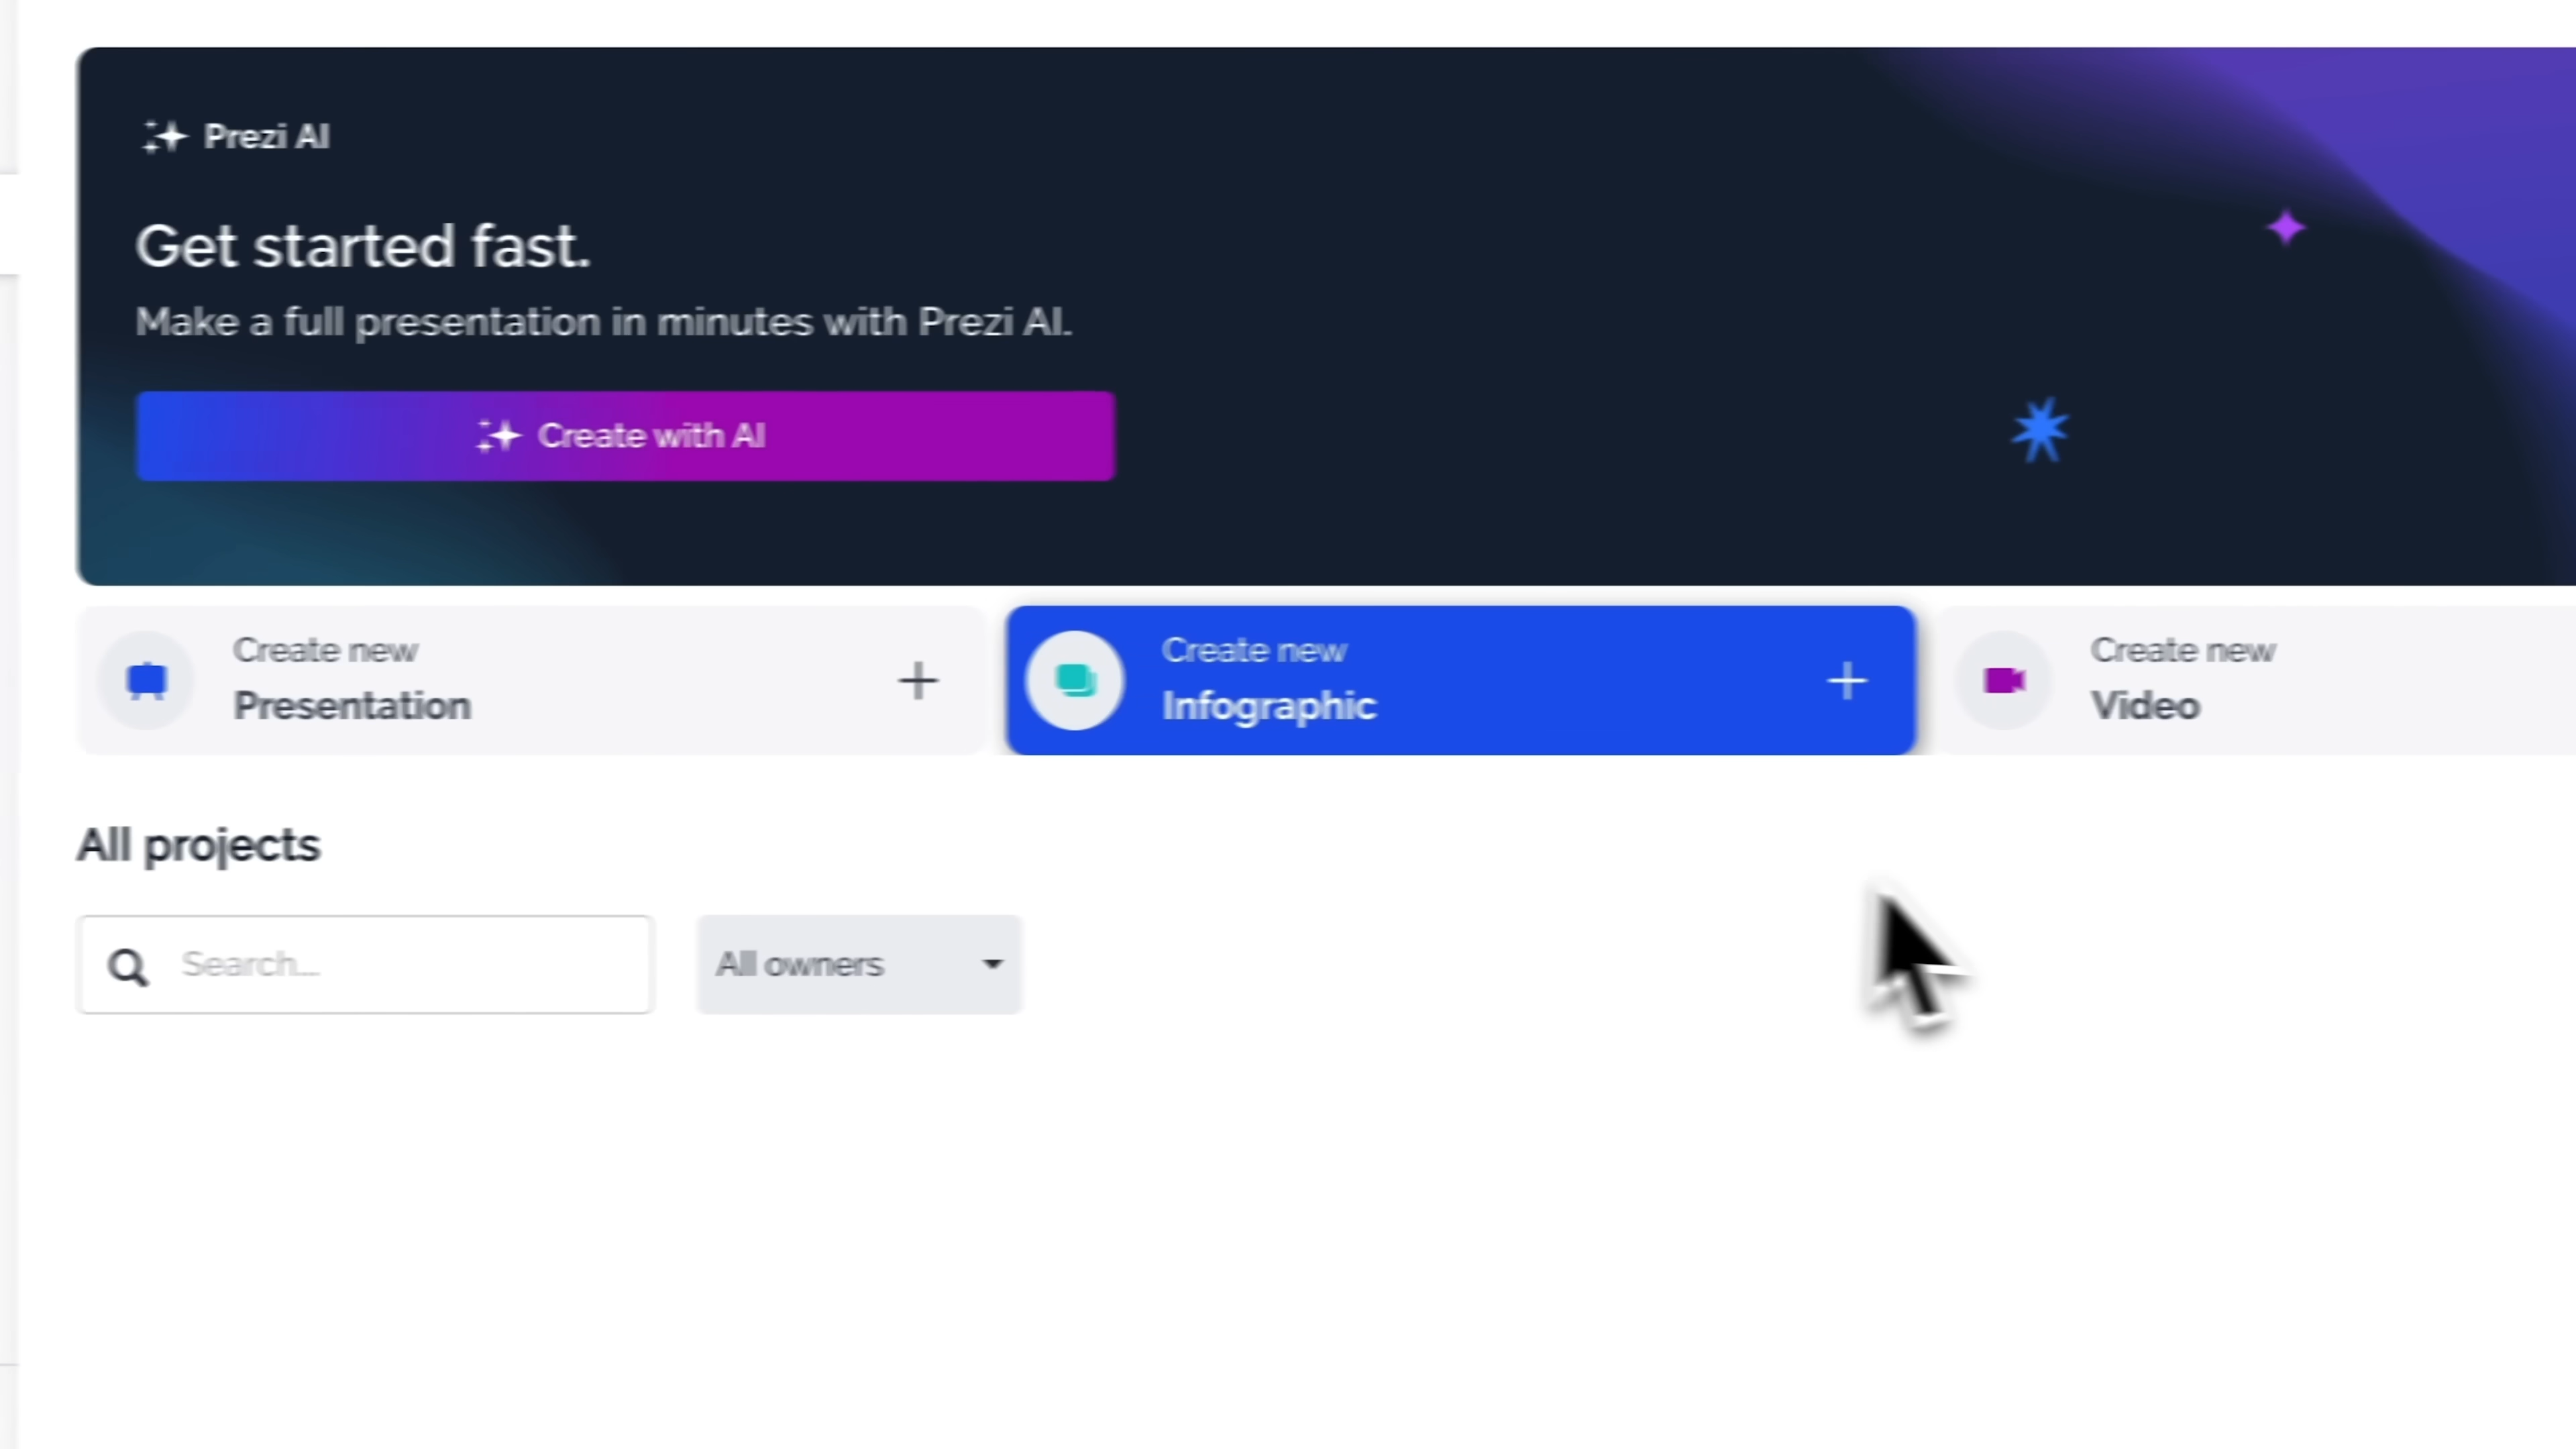 Prezi AI
Get started fast.
Make a full presentation in minutes with Prezi AI.
Create with AI
Create new
Presentation
Create new
Infographic
Create new
Video
All projects
Search...
All owners